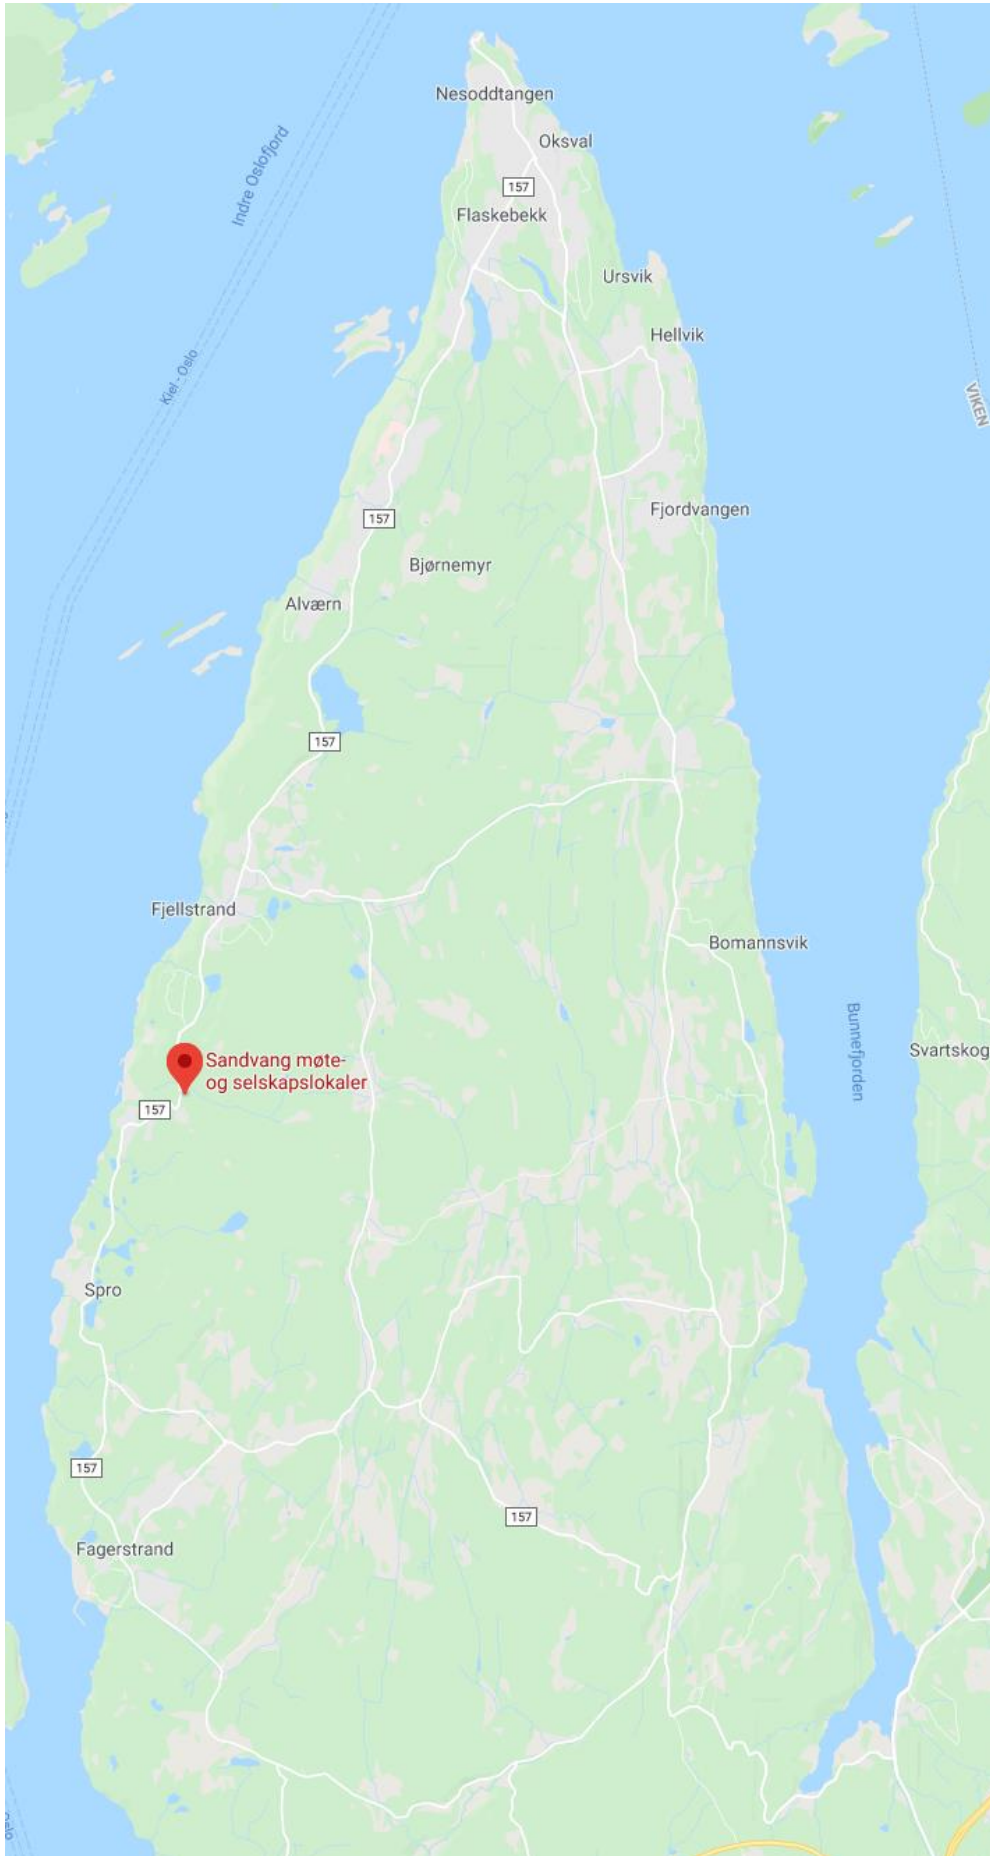 Nesoddtangen
Oksval
Indre Oslofjord
157
Flaskebekk
Ursvik
Hellvik
Kiel - Oslo
VIKEN
Fjordvangen
157
Bjørnemyr
Alværn
157
Fjellstrand
Bomannsvik
Bunnefjorden
Svartskog
Sandvang møte-
og selskapslokaler
157
Spro
157
157
Fagerstrand